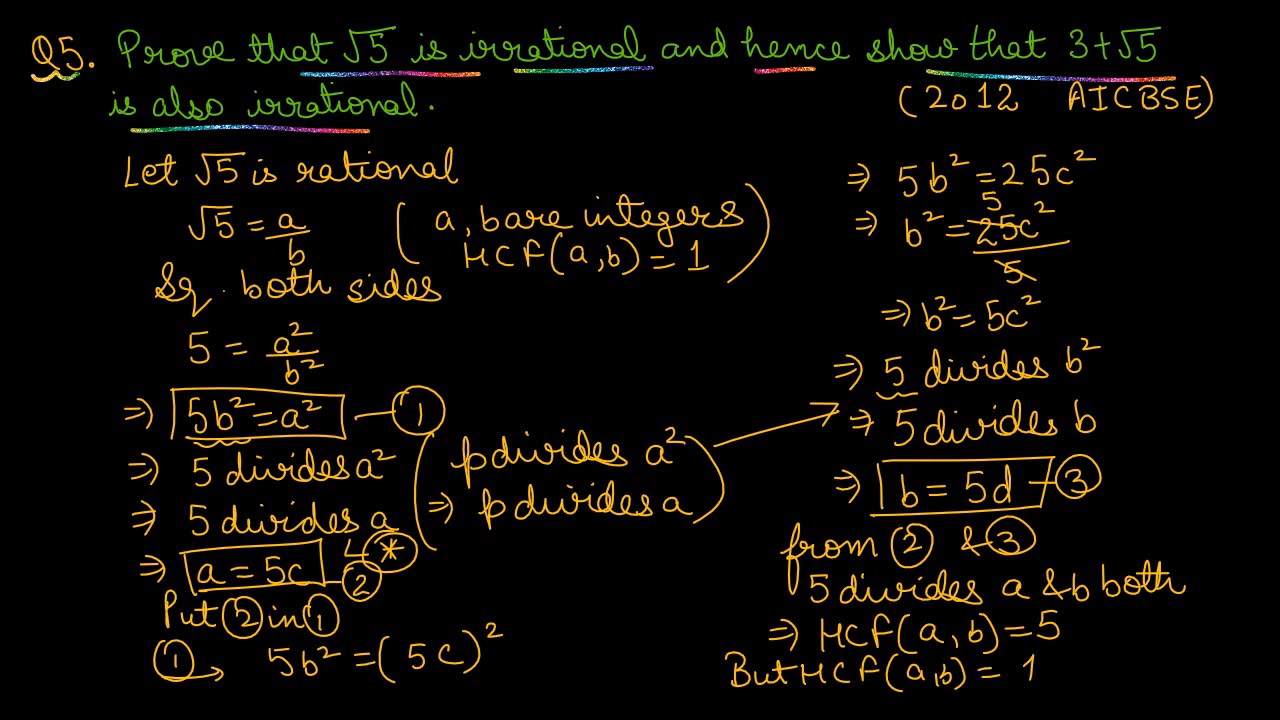 Q5. Prove that √5 is irrational and hence show that 3+√5
is also irrational.
(2012 AICBSE)
Let √5 is rational
√5 = a/b (a, b are integers
HCF(a,b) = 1)
Sq. both sides
5 = a²/b²
⇒ 5b² = a² — ①
⇒ 5 divides a²
⇒ 5 divides a ↳ *
(p divides a²
⇒ p divides a)
⇒ a = 5c — ②
Put ② in ①
① → 5b² = (5c)²
⇒ 5b² = 25c²
⇒ b² = 25c²/5 5
⇒ b² = 5c²
⇒ 5 divides b²
⇒ 5 divides b
⇒ b = 5d — ③
from ② & ③
5 divides a & b both
⇒ HCF(a,b) = 5
But HCF(a,b) = 1